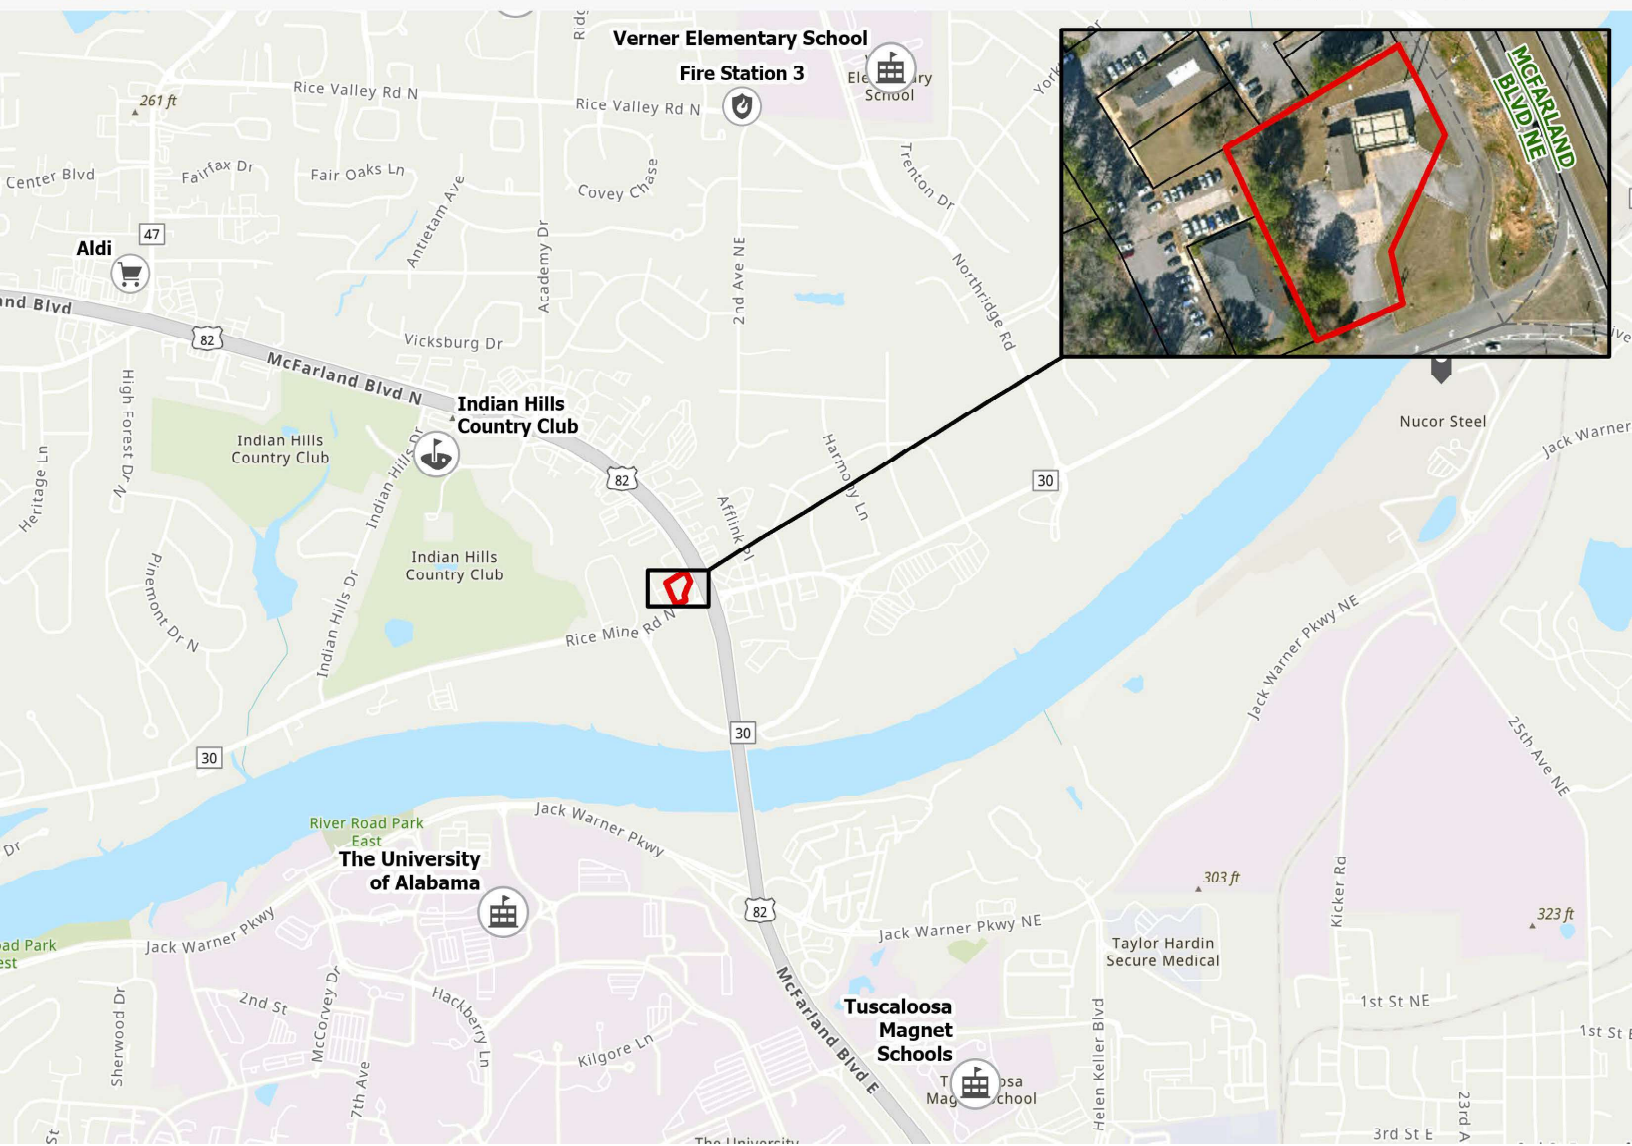 Verner Elementary School
Fire Station 3
School
Rice Valley Rd N
Rice Valley Rd N
261 ft
Center Blvd
Fairfax Dr
Fair Oaks Ln
Covey Chase
Trenton Dr
Antietam Ave
Academy Dr
2nd Ave NE
Northridge Rd
47
Aldi
82
McFarland Blvd N
Vicksburg Dr
MCFARLAND
BLVD NE
Indian Hills
Country Club
Indian Hills
Country Club
High Forest Dr N
Heritage Ln
Indian Hills Dr
82
Harmony Ln
Afflink Pl
30
Nucor Steel
Jack Warner
Indian Hills
Country Club
Pinemont Dr N
Indian Hills Dr
Rice Mine Rd N
Jack Warner Pkwy NE
30
30
25th Ave NE
River Road Park
East
Jack Warner Pkwy
The University
of Alabama
Dr
303 ft
Kicker Rd
323 ft
82
Jack Warner Pkwy
Jack Warner Pkwy NE
Taylor Hardin
Secure Medical
McFarland Blvd E
Sherwood Dr
2nd St
McCorvey Dr
Hackberry Ln
Kilgore Ln
7th Ave
Tuscaloosa
Magnet
Schools
Helen Keller Blvd
1st St NE
1st St E
23rd A
3rd St E
The University